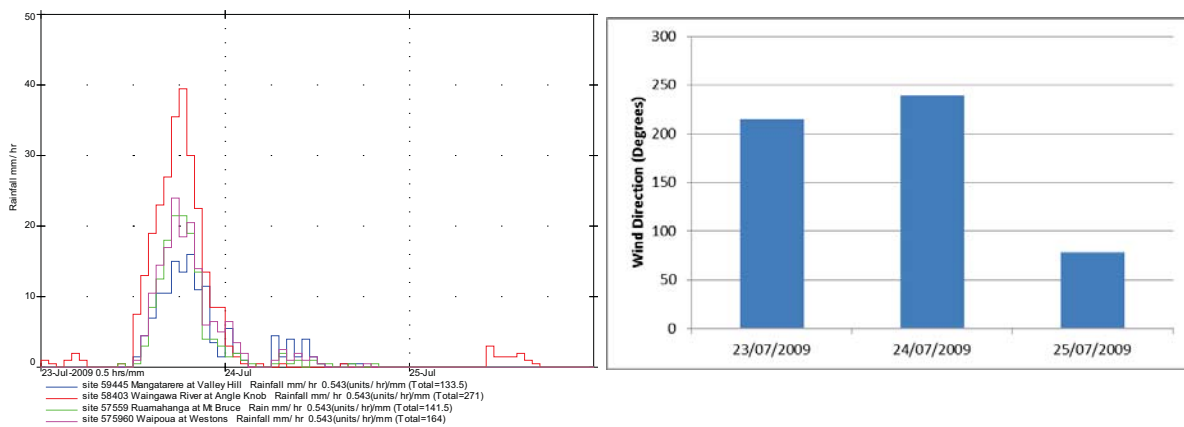 50
40
30
20
10
0
Rainfall mm/ hr
23-Jul-2009 0.5 hrs/mm
24-Jul
25-Jul
site 59445 Mangatarere at Valley Hill Rainfall mm/ hr 0.543(units/ hr)/mm (Total=133.5)
site 58403 Waingawa River at Angle Knob Rainfall mm/ hr 0.543(units/ hr)/mm (Total=271)
site 57559 Ruamahanga at Mt Bruce Rain mm/ hr 0.543(units/ hr)/mm (Total=141.5)
site 575960 Waipoua at Westons Rainfall mm/ hr 0.543(units/ hr)/mm (Total=164)
300
250
200
150
100
50
0
Wind Direction (Degrees)
23/07/2009
24/07/2009
25/07/2009